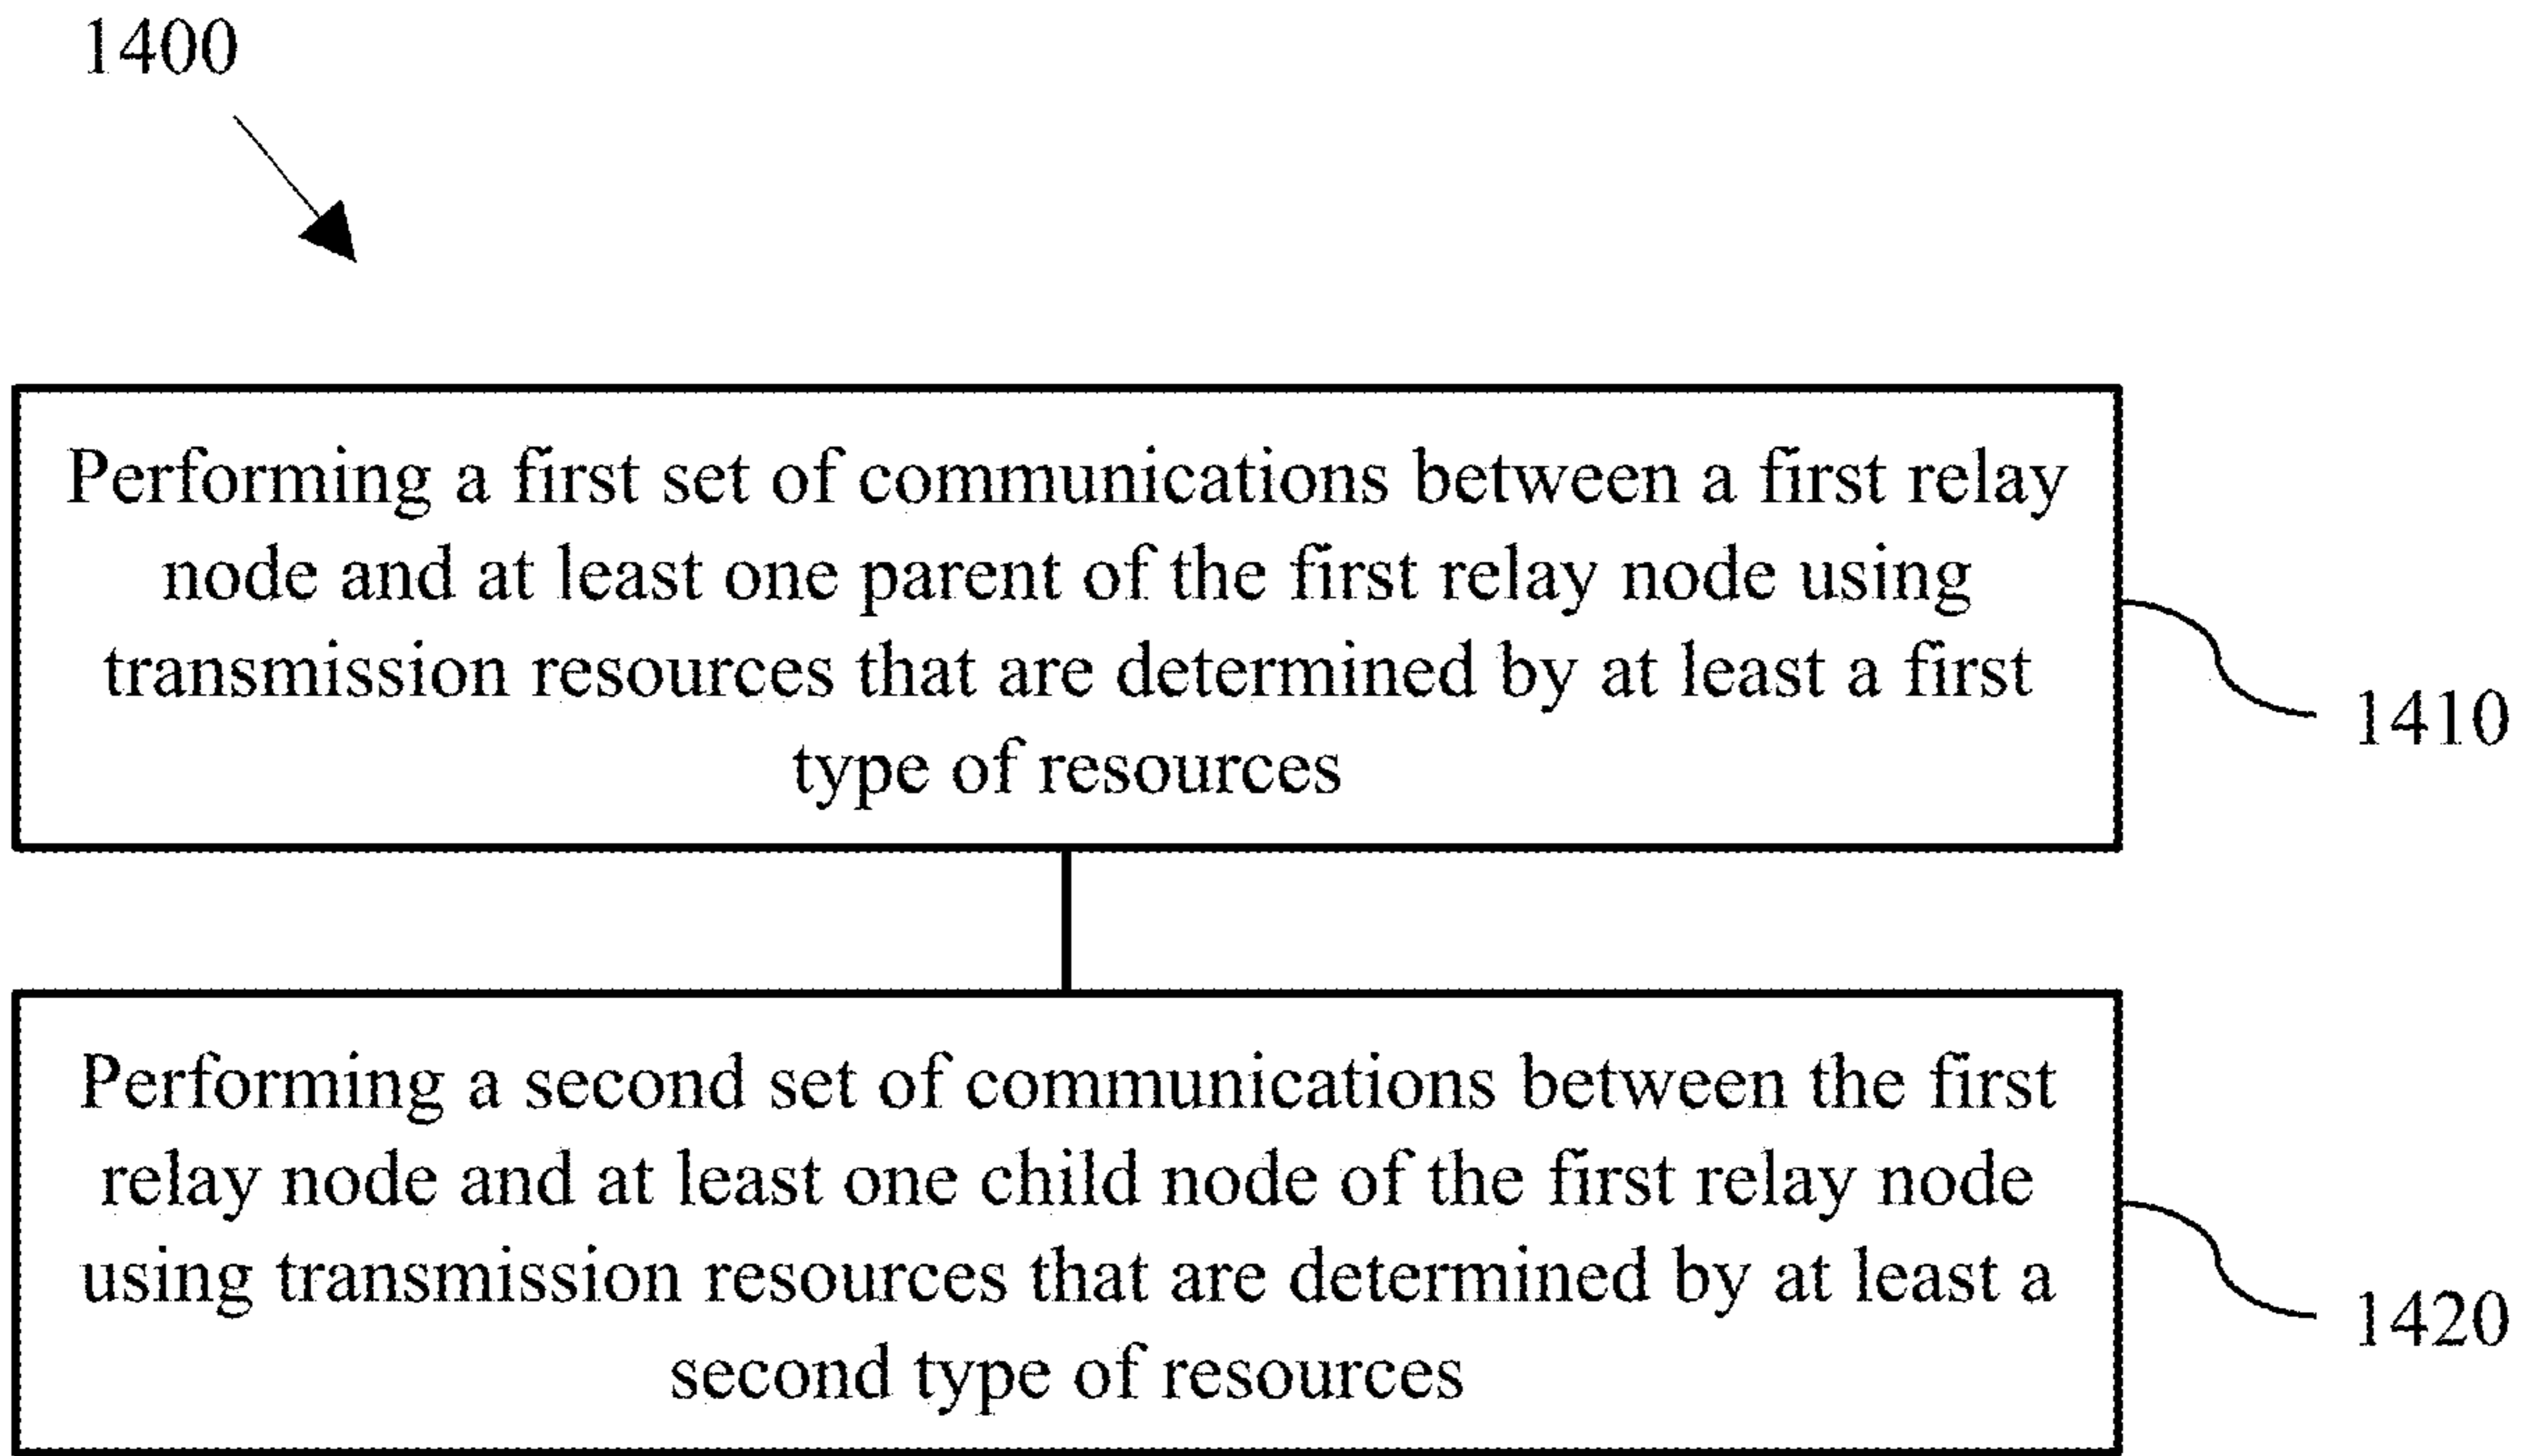 1400
Performing a first set of communications between a first relay
node and at least one parent of the first relay node using
transmission resources that are determined by at least a first
type of resources
1410
Performing a second set of communications between the first
relay node and at least one child node of the first relay node
using transmission resources that are determined by at least a
second type of resources
1420